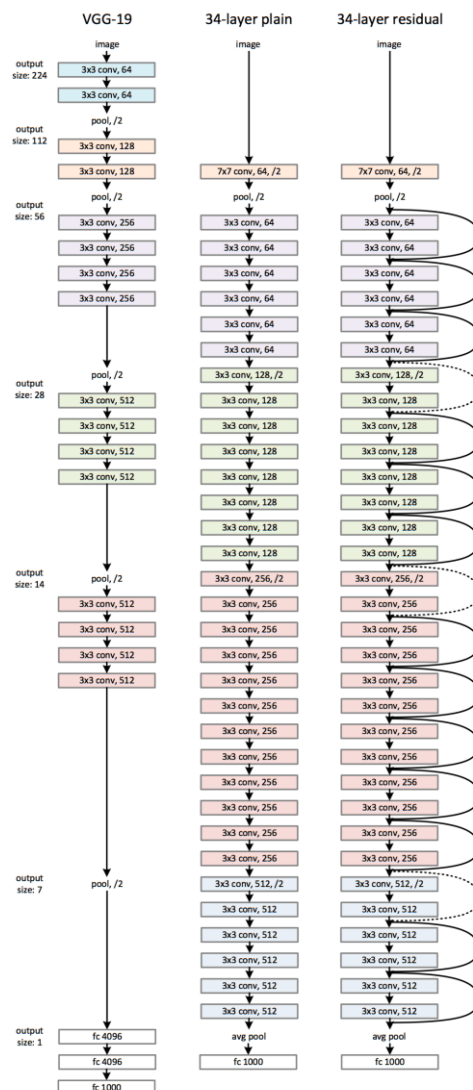 output
size: 224
output
size: 112
output
size: 56
output
size: 28
output
size: 14
output
size: 7
output
size: 1
VGG-19
image
3x3 conv, 64
3x3 conv, 64
pool, /2
3x3 conv, 128
3x3 conv, 128
pool, /2
3x3 conv, 256
3x3 conv, 256
3x3 conv, 256
3x3 conv, 256
pool, /2
3x3 conv, 512
3x3 conv, 512
3x3 conv, 512
3x3 conv, 512
pool, /2
3x3 conv, 512
3x3 conv, 512
3x3 conv, 512
3x3 conv, 512
pool, /2
fc 4096
fc 4096
fc 1000
34-layer plain
image
7x7 conv, 64, /2
pool, /2
3x3 conv, 64
3x3 conv, 64
3x3 conv, 64
3x3 conv, 64
3x3 conv, 64
3x3 conv, 64
3x3 conv, 128, /2
3x3 conv, 128
3x3 conv, 128
3x3 conv, 128
3x3 conv, 128
3x3 conv, 128
3x3 conv, 128
3x3 conv, 128
3x3 conv, 256, /2
3x3 conv, 256
3x3 conv, 256
3x3 conv, 256
3x3 conv, 256
3x3 conv, 256
3x3 conv, 256
3x3 conv, 256
3x3 conv, 256
3x3 conv, 256
3x3 conv, 256
3x3 conv, 256
3x3 conv, 512, /2
3x3 conv, 512
3x3 conv, 512
3x3 conv, 512
3x3 conv, 512
3x3 conv, 512
avg pool
fc 1000
34-layer residual
image
7x7 conv, 64, /2
pool, /2
3x3 conv, 64
3x3 conv, 64
3x3 conv, 64
3x3 conv, 64
3x3 conv, 64
3x3 conv, 64
3x3 conv, 128, /2
3x3 conv, 128
3x3 conv, 128
3x3 conv, 128
3x3 conv, 128
3x3 conv, 128
3x3 conv, 128
3x3 conv, 128
3x3 conv, 256, /2
3x3 conv, 256
3x3 conv, 256
3x3 conv, 256
3x3 conv, 256
3x3 conv, 256
3x3 conv, 256
3x3 conv, 256
3x3 conv, 256
3x3 conv, 256
3x3 conv, 256
3x3 conv, 256
3x3 conv, 512, /2
3x3 conv, 512
3x3 conv, 512
3x3 conv, 512
3x3 conv, 512
3x3 conv, 512
avg pool
fc 1000